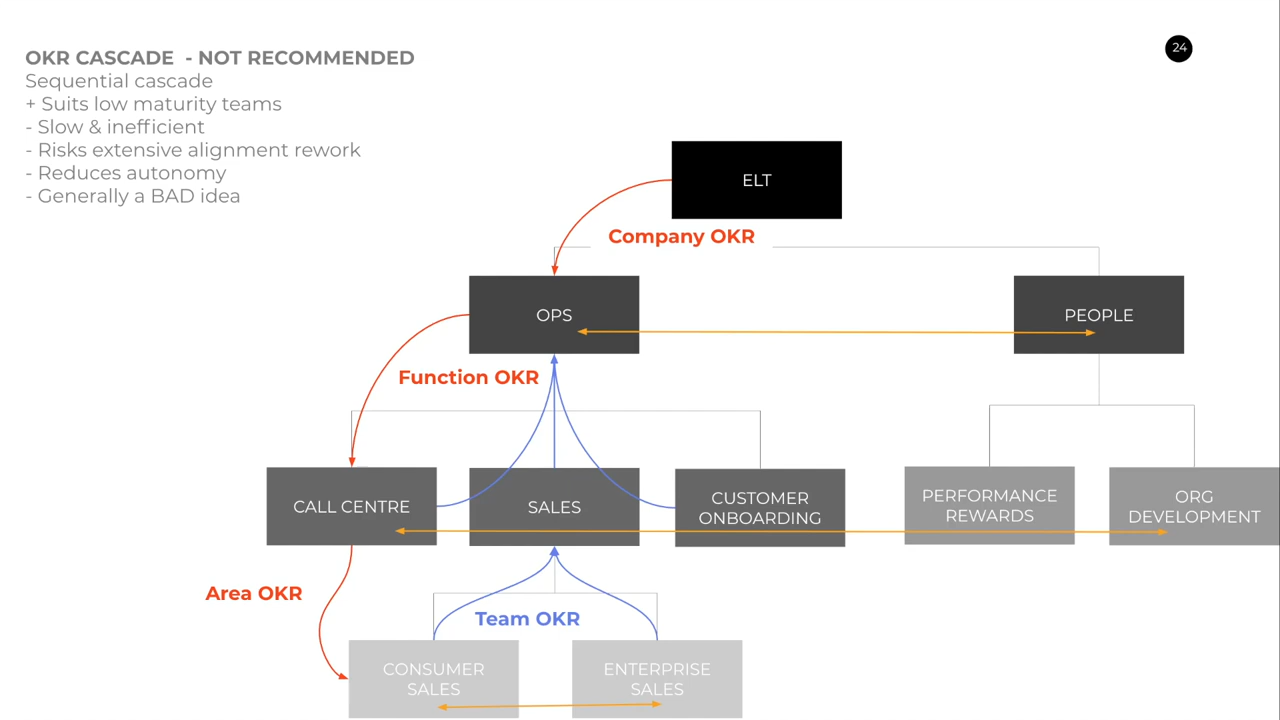 OKR CASCADE - NOT RECOMMENDED
Sequential cascade
+ Suits low maturity teams
- Slow & inefficient
- Risks extensive alignment rework
- Reduces autonomy
- Generally a BAD idea
24
ELT
Company OKR
OPS
PEOPLE
Function OKR
CALL CENTRE
SALES
CUSTOMER
ONBOARDING
PERFORMANCE
REWARDS
ORG
DEVELOPMENT
Area OKR
Team OKR
CONSUMER
SALES
ENTERPRISE
SALES